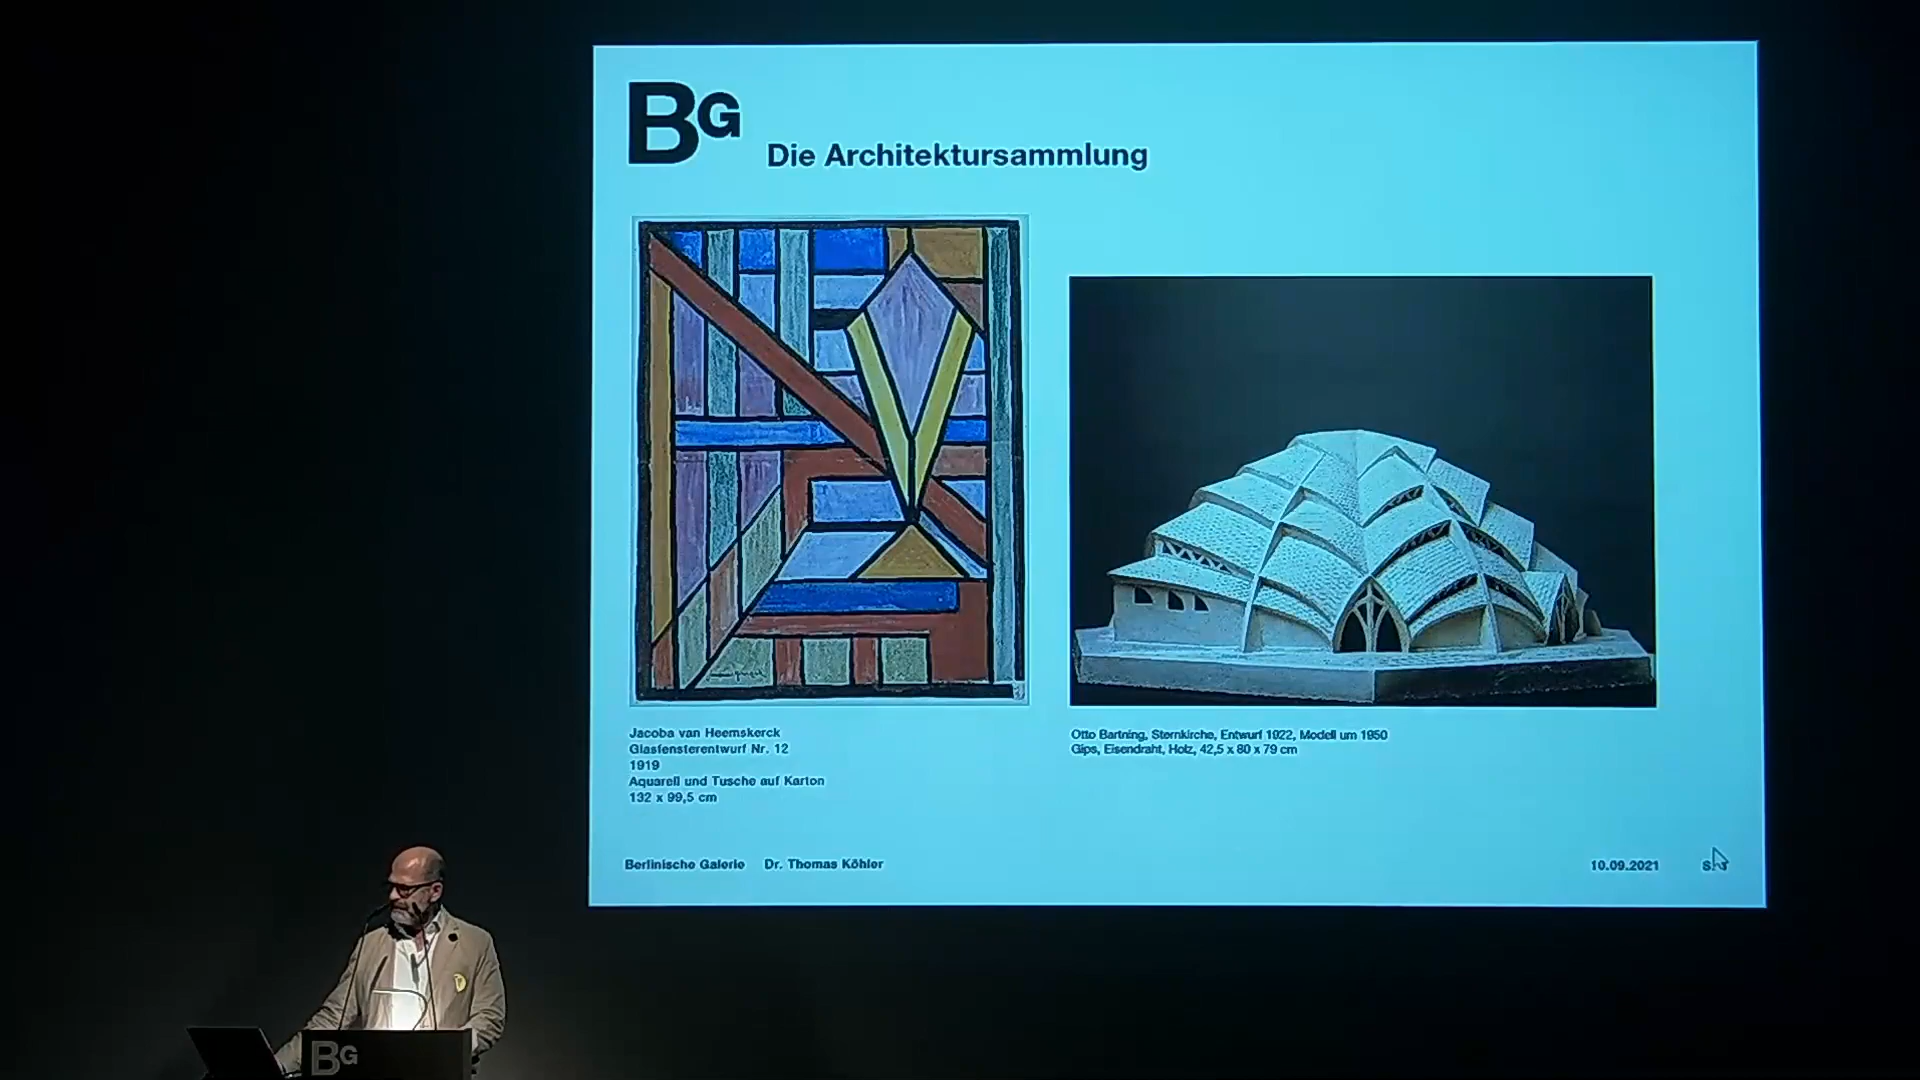 BG
Die Architektursammlung
Jacoba van Heemskerck
Glasfensterentwurf Nr. 12
1919
Aquarell und Tusche auf Karton
132 x 99,5 cm
Otto Bartning, Sternkirche, Entwurf 1922, Modell um 1950
Gips, Eisendraht, Holz, 42,5 x 80 x 79 cm
Berlinische Galerie Dr. Thomas Köhler
10.09.2021
BG